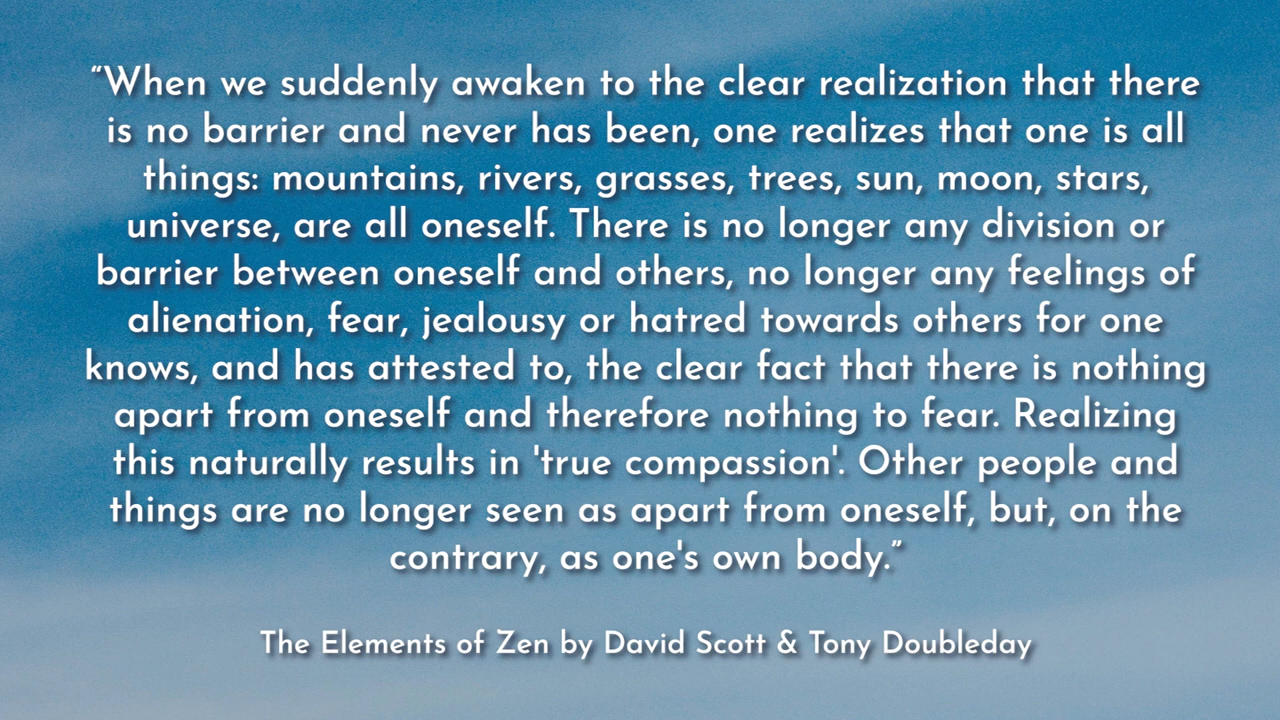 “When we suddenly awaken to the clear realization that there
is no barrier and never has been, one realizes that one is all
things: mountains, rivers, grasses, trees, sun, moon, stars,
universe, are all oneself. There is no longer any division or
barrier between oneself and others, no longer any feelings of
alienation, fear, jealousy or hatred towards others for one
knows, and has attested to, the clear fact that there is nothing
apart from oneself and therefore nothing to fear. Realizing
this naturally results in 'true compassion'. Other people and
things are no longer seen as apart from oneself, but, on the
contrary, as one's own body.”
The Elements of Zen by David Scott & Tony Doubleday